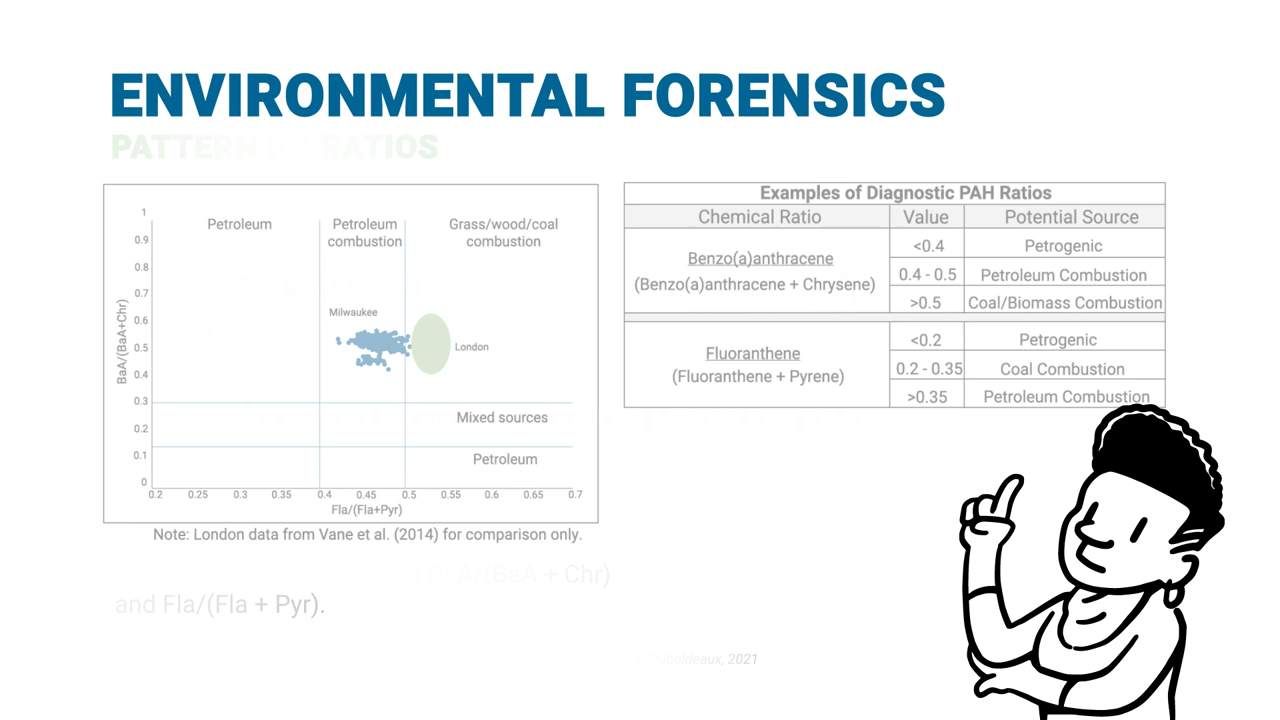 ENVIRONMENTAL FORENSICS
PATTERN RATIOS
1
0.9
0.8
0.7
0.6
0.5
0.4
0.3
0.2
0.1
0
BaA/(BaA+Chr)
Petroleum
Petroleum
combustion
Grass/wood/coal
combustion
Milwaukee
London
Mixed sources
Petroleum
0.2 0.25 0.3 0.35 0.4 0.45 0.5 0.55 0.6 0.65 0.7
Fla/(Fla+Pyr)
Note: London data from Vane et al. (2014) for comparison only.
Examples of Diagnostic PAH Ratios
Chemical Ratio Value Potential Source
Benzo(a)anthracene
(Benzo(a)anthracene + Chrysene)
<0.4 Petrogenic
0.4 - 0.5 Petroleum Combustion
>0.5 Coal/Biomass Combustion
Fluoranthene
(Fluoranthene + Pyrene)
<0.2 Petrogenic
0.2 - 0.35 Coal Combustion
>0.35 Petroleum Combustion
BaA/(BaA + Chr)
and Fla/(Fla + Pyr).
2021